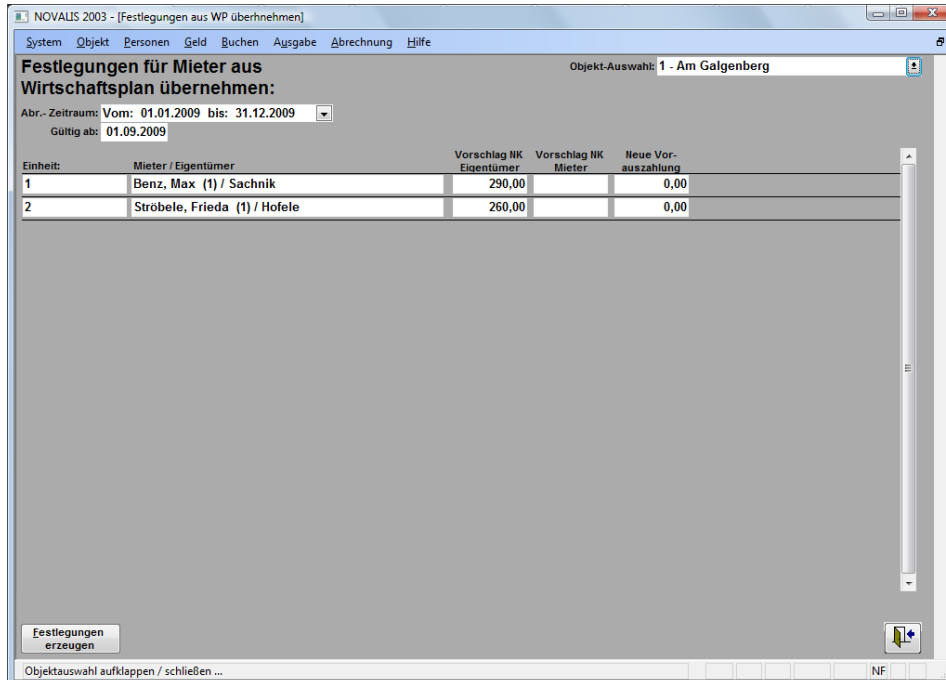 NOVALIS 2003 - [Festlegungen aus WP überhnehmen]
System Objekt Personen Geld Buchen Ausgabe Abrechnung Hilfe
Festlegungen für Mieter aus
Wirtschaftsplan übernehmen:
Objekt-Auswahl: 1 - Am Galgenberg
Abr.- Zeitraum: Vom: 01.01.2009 bis: 31.12.2009
Gültig ab: 01.09.2009
Einheit: Mieter / Eigentümer Vorschlag NK Eigentümer Vorschlag NK Mieter Neue Vor-auszahlung
1 Benz, Max (1) / Sachnik 290,00 0,00
2 Ströbele, Frieda (1) / Hofele 260,00 0,00
Festlegungen
erzeugen
Objektauswahl aufklappen / schließen ... NF